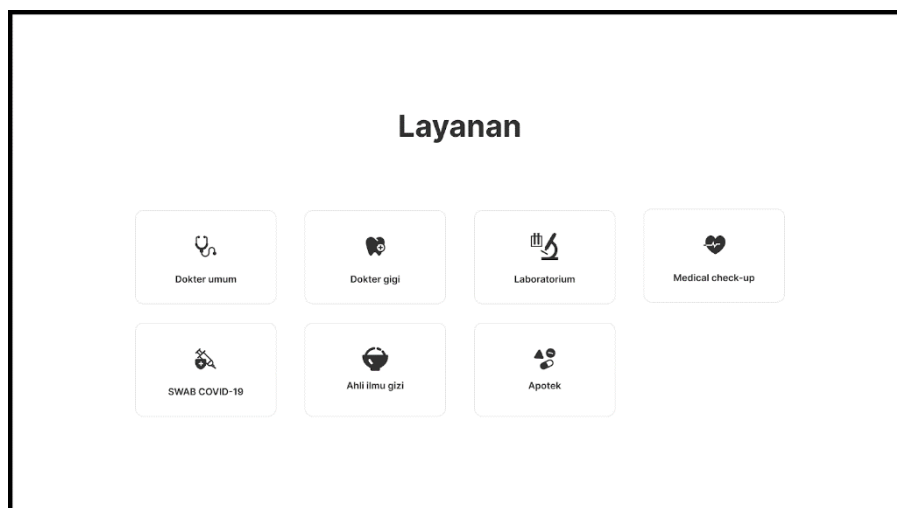 Layanan
Dokter umum
Dokter gigi
Laboratorium
Medical check-up
SWAB COVID-19
Ahli ilmu gizi
Apotek